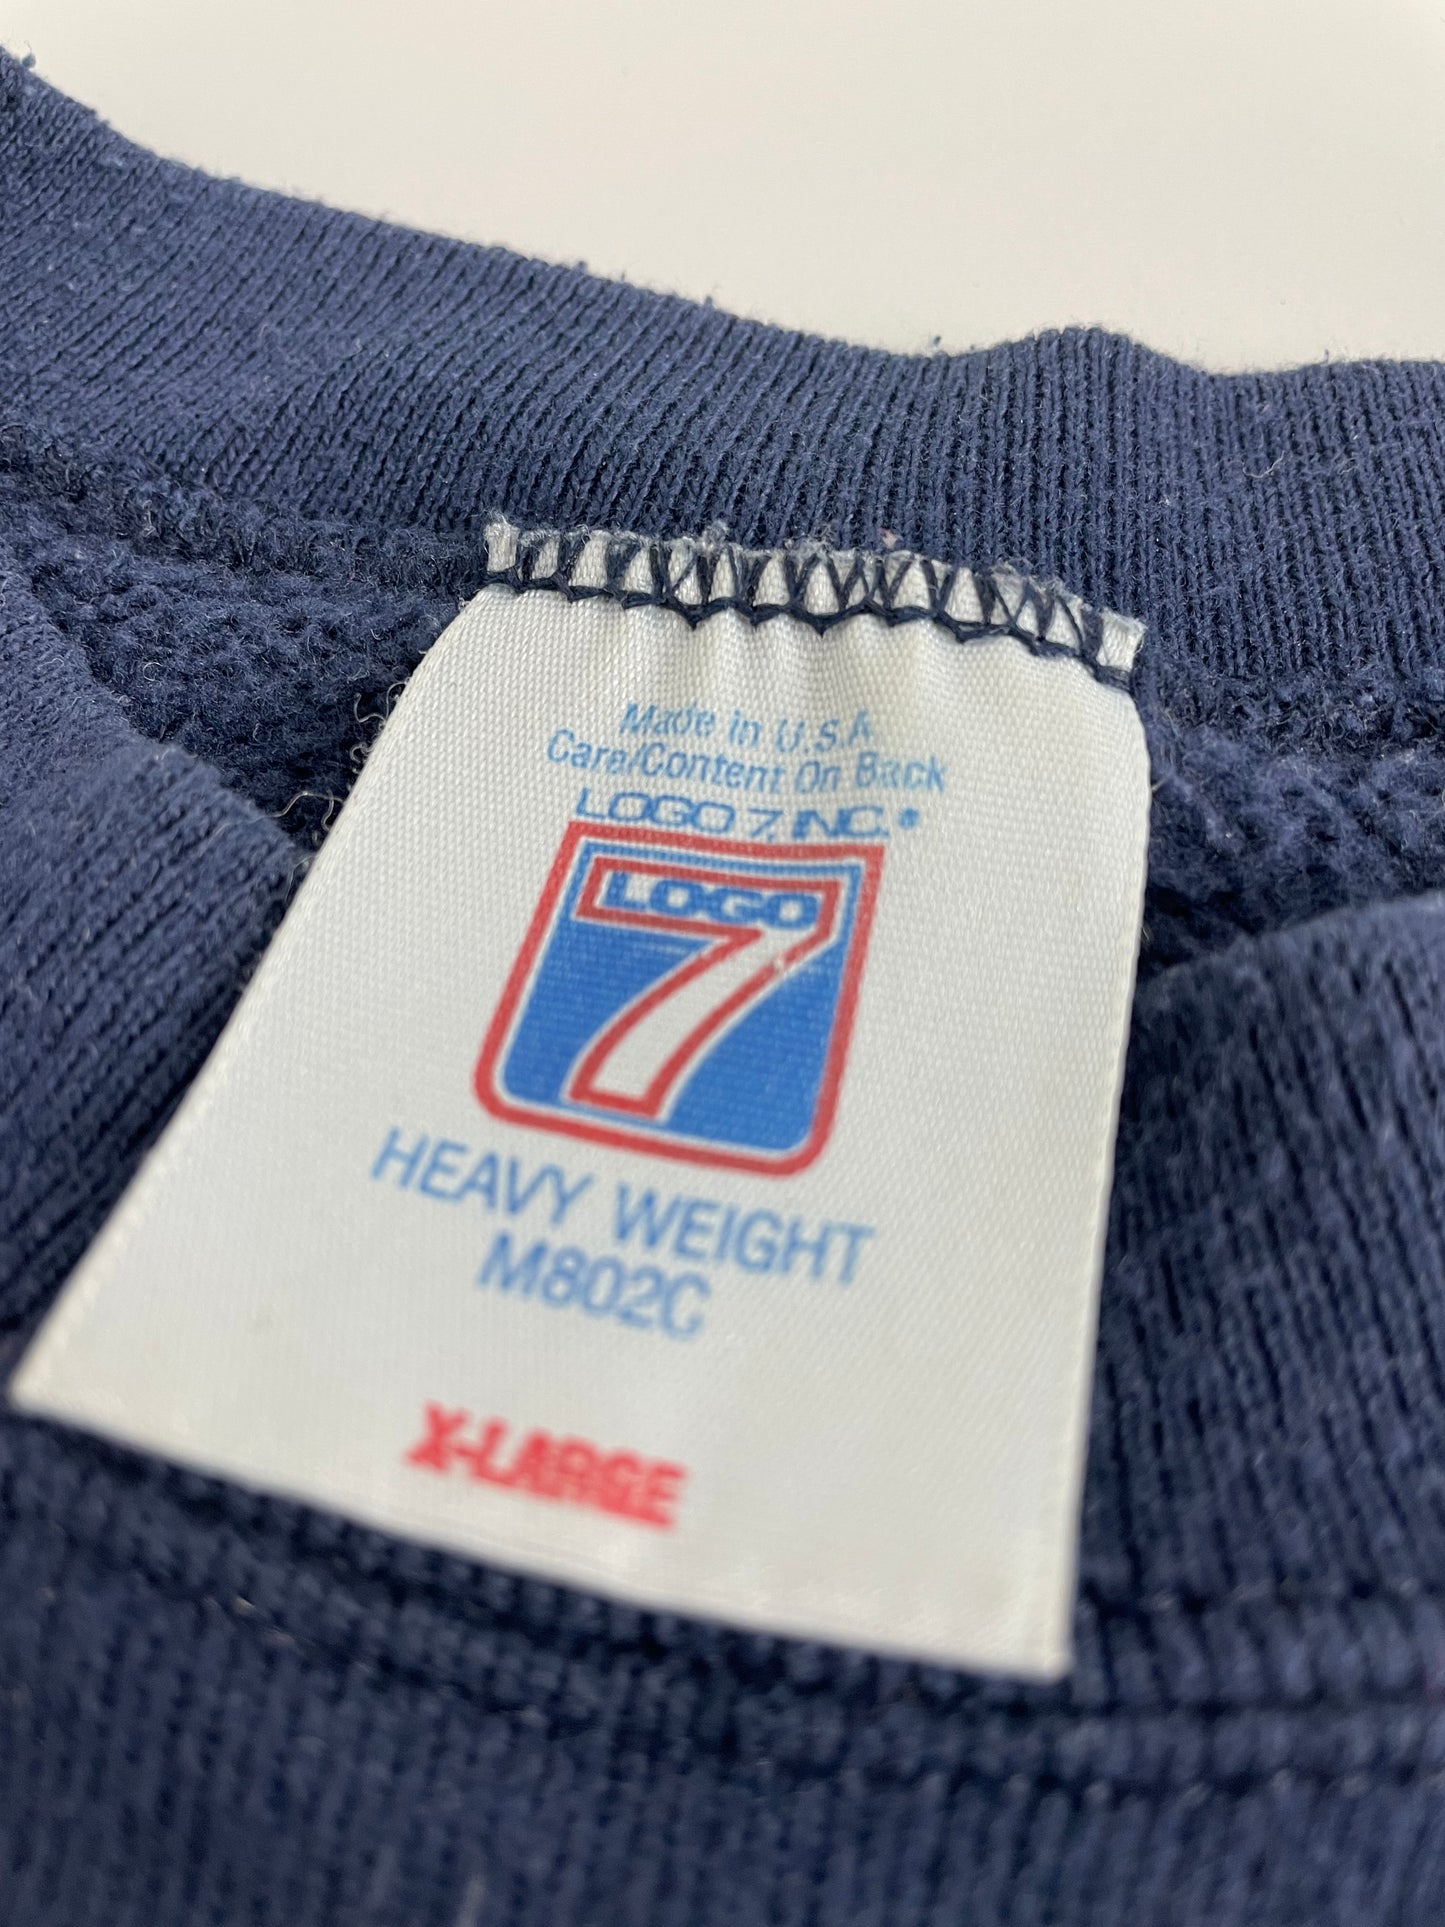 Made in U.S.A
Care/Content On Back
LOGO 7, INC.®
LOGO
7
HEAVY WEIGHT
M802C
X-LARGE